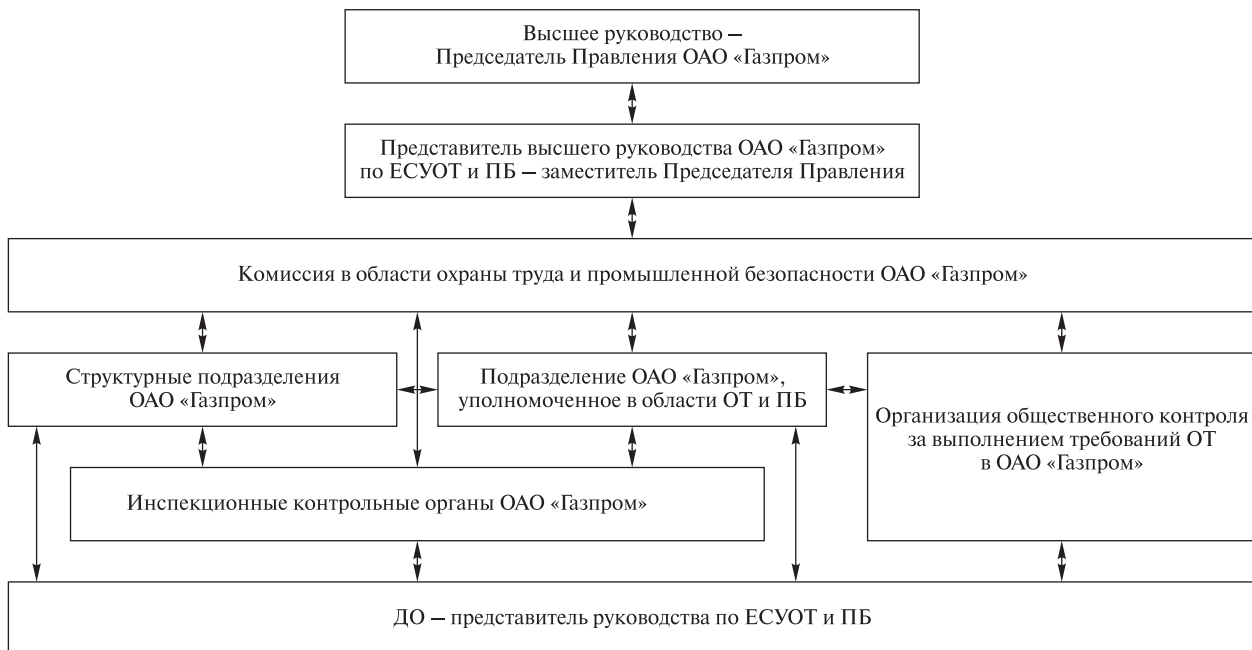 Высшее руководство —
Председатель Правления ОАО «Газпром»
Представитель высшего руководства ОАО «Газпром»
по ЕСУОТ и ПБ — заместитель Председателя Правления
Комиссия в области охраны труда и промышленной безопасности ОАО «Газпром»
Структурные подразделения
ОАО «Газпром»
Подразделение ОАО «Газпром»,
уполномоченное в области ОТ и ПБ
Организация общественного контроля
за выполнением требований ОТ
в ОАО «Газпром»
Инспекционные контрольные органы ОАО «Газпром»
ДО — представитель руководства по ЕСУОТ и ПБ